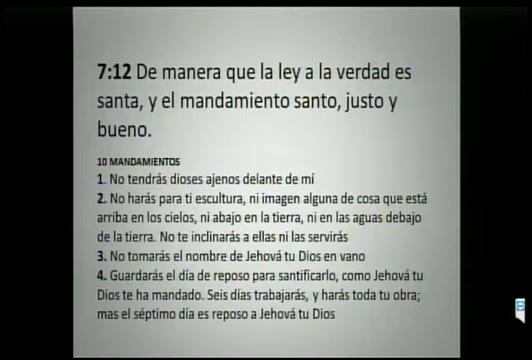 7:12 De manera que la ley a la verdad es
santa, y el mandamiento santo, justo y
bueno.
10 MANDAMIENTOS
1. No tendrás dioses ajenos delante de mí
2. No harás para ti escultura, ni imagen alguna de cosa que está
arriba en los cielos, ni abajo en la tierra, ni en las aguas debajo
de la tierra. No te inclinarás a ellas ni las servirás
3. No tomarás el nombre de Jehová tu Dios en vano
4. Guardarás el día de reposo para santificarlo, como Jehová tu
Dios te ha mandado. Seis días trabajarás, y harás toda tu obra;
mas el séptimo día es reposo a Jehová tu Dios